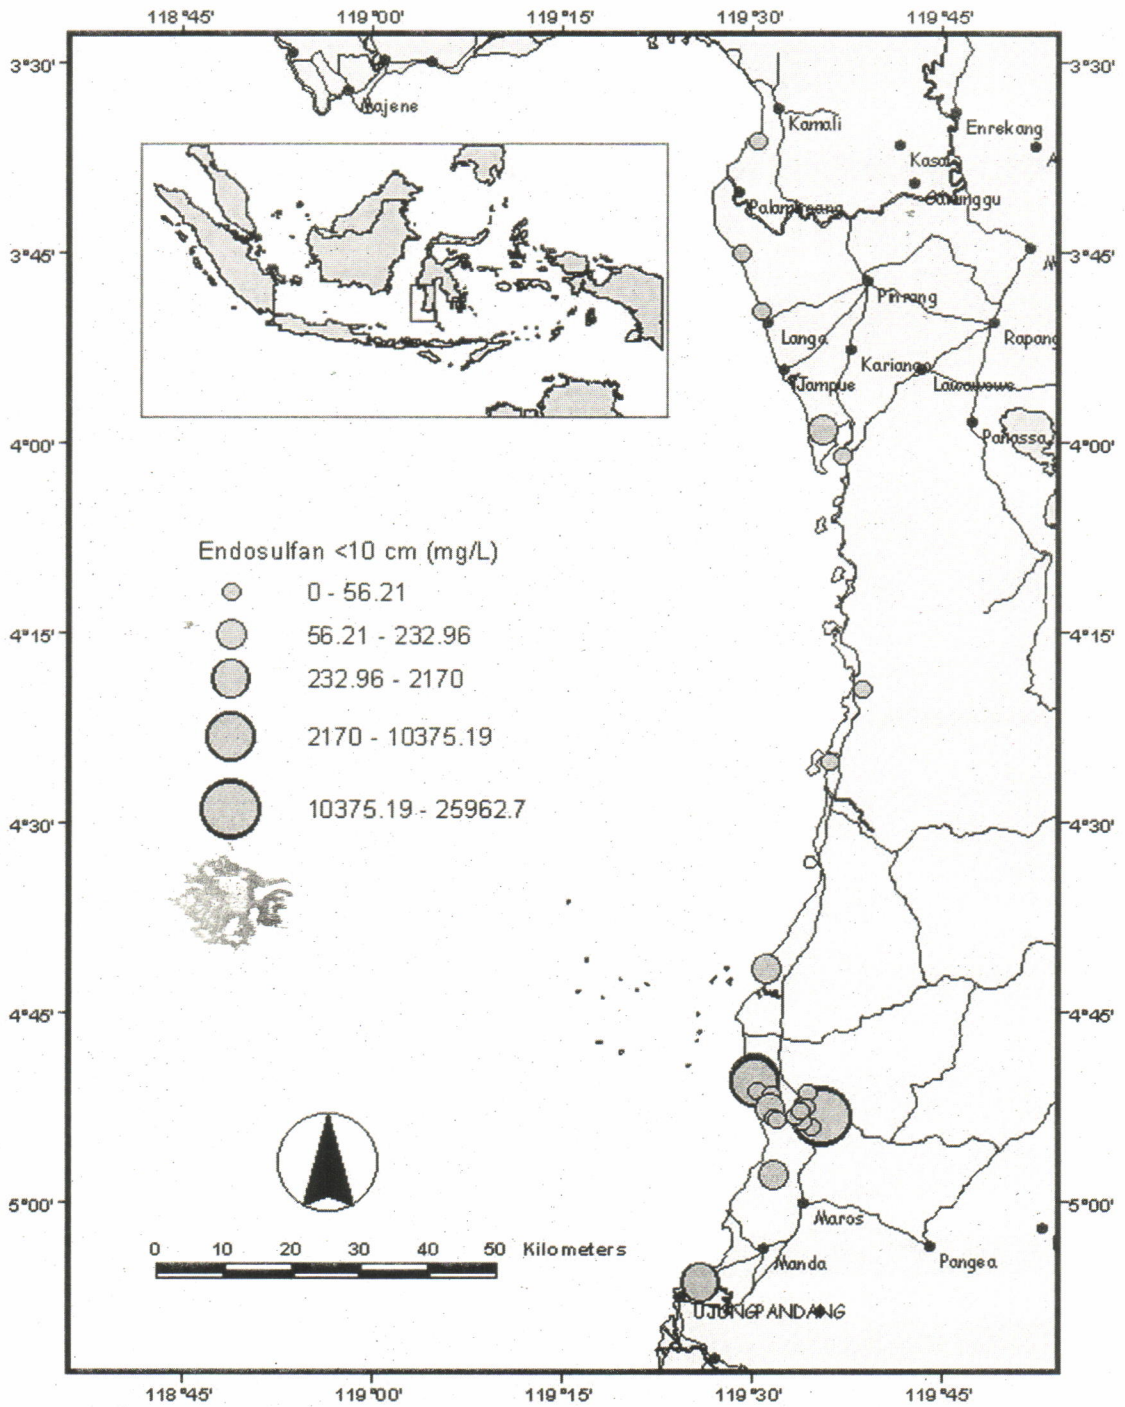 118°45' 119°00' 119°15' 119°30' 119°45'
3°30' 3°30'
Majene
Kamali
Enrekang
Kasa
A
Garunggu
Palampsang
3°45' 3°45'
M
Pinrang
Langa
Rapang
Kariango
Jampue
Lawawowe
4°00' 4°00'
Panassa
Endosulfan <10 cm (mg/L)
0 - 56.21
56.21 - 232.96
232.96 - 2170
2170 - 10375.19
10375.19 - 25962.7
4°15' 4°15'
4°30' 4°30'
4°45' 4°45'
5°00' 5°00'
Maros
0 10 20 30 40 50 Kilometers
Manda
Pangea
UJUNGPANDANG
118°45' 119°00' 119°15' 119°30' 119°45'